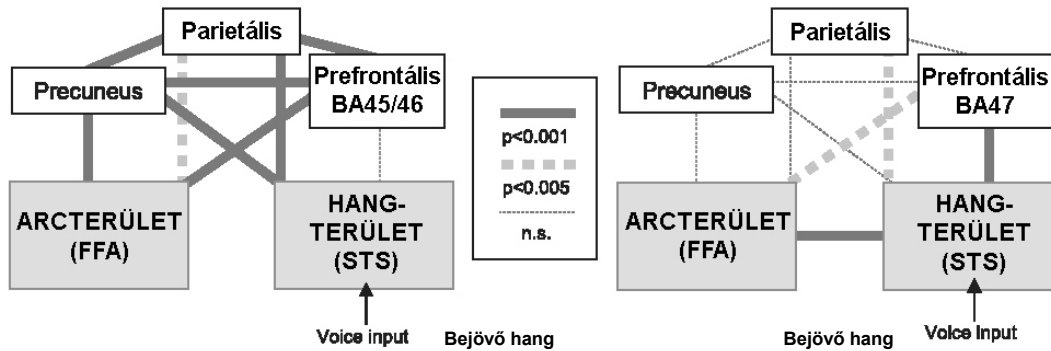 Parietális
Precuneus
Prefrontális
BA45/46
ARCTERÜLET
(FFA)
HANG-
TERÜLET
(STS)
Voice input
Bejövő hang
p<0.001
p<0.005
n.s.
Parietális
Precuneus
Prefrontális
BA47
ARCTERÜLET
(FFA)
HANG-
TERÜLET
(STS)
Bejövő hang
Voice Input